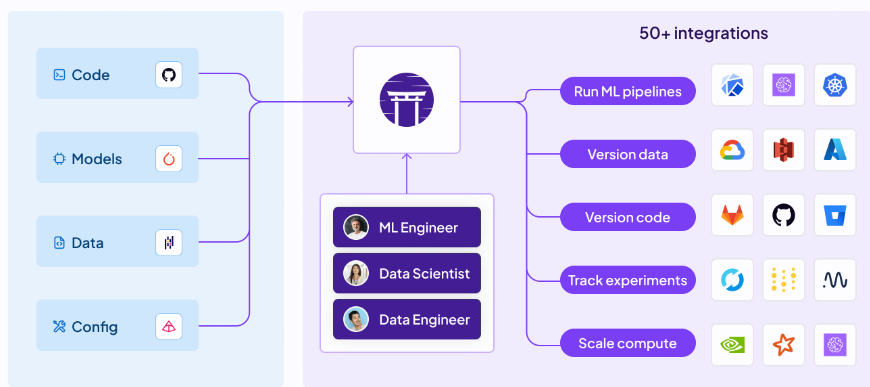 50+ integrations
Code
Models
Data
Config
ML Engineer
Data Scientist
Data Engineer
Run ML pipelines
Version data
Version code
Track experiments
Scale compute